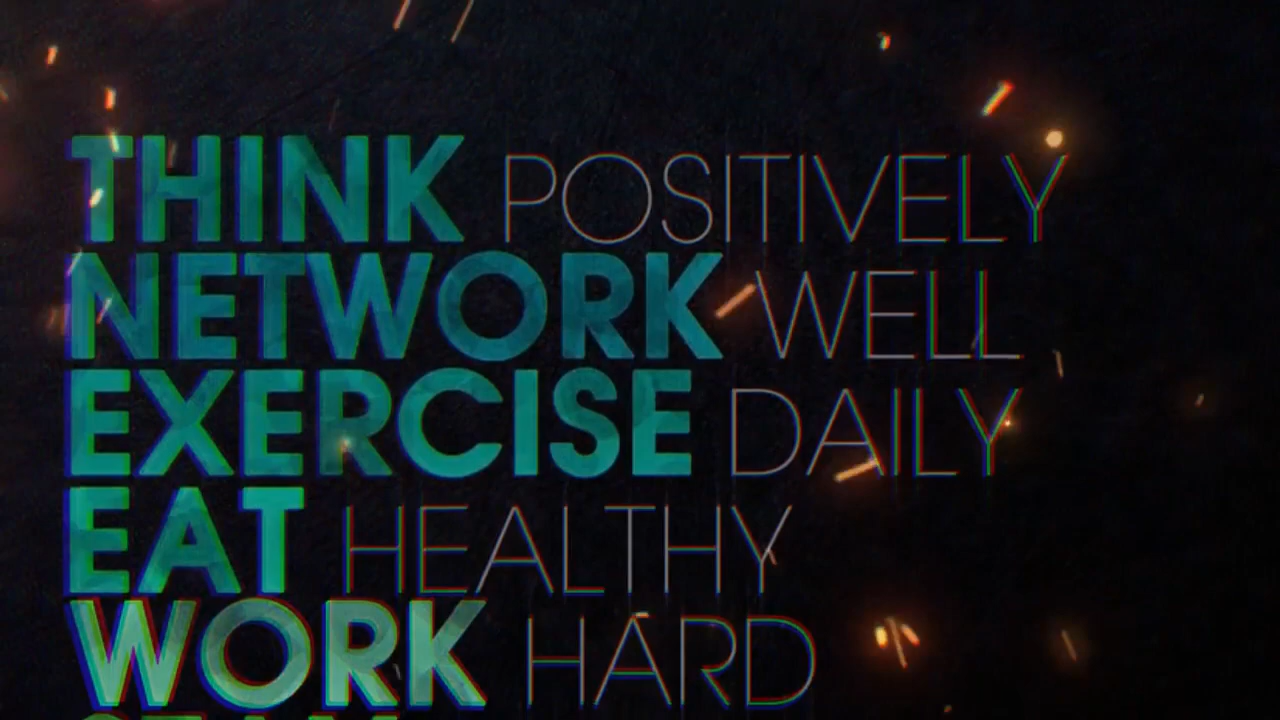 THINK POSITIVELY
NETWORK WELL
EXERCISE DAILY
EAT HEALTHY
WORK HARD